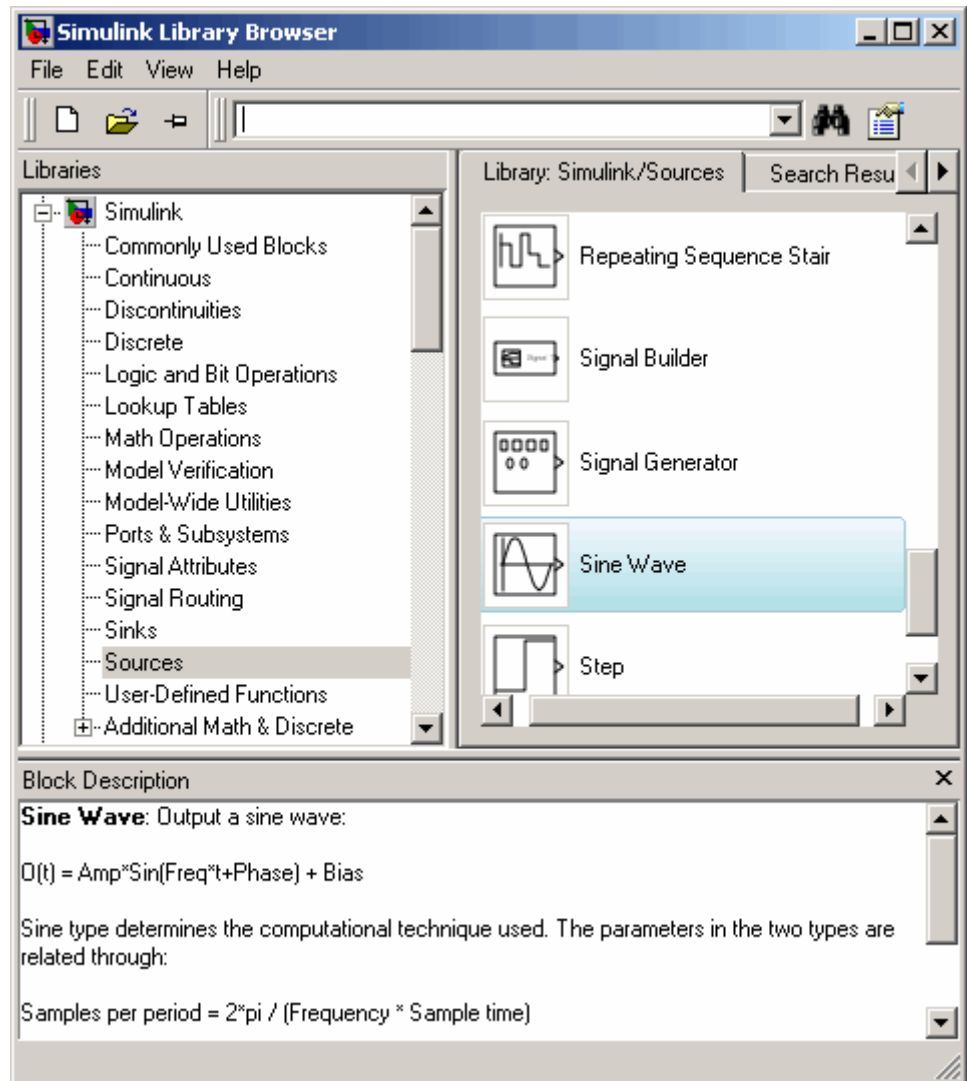 Simulink Library Browser
File Edit View Help
Libraries
Simulink
Commonly Used Blocks
Continuous
Discontinuities
Discrete
Logic and Bit Operations
Lookup Tables
Math Operations
Model Verification
Model-Wide Utilities
Ports & Subsystems
Signal Attributes
Signal Routing
Sinks
Sources
User-Defined Functions
Additional Math & Discrete
Library: Simulink/Sources
Search Resu
Repeating Sequence Stair
Signal Builder
Signal Generator
Sine Wave
Step
Block Description
Sine Wave: Output a sine wave:
O(t) = Amp*Sin(Freq*t+Phase) + Bias
Sine type determines the computational technique used. The parameters in the two types are
related through:
Samples per period = 2*pi / (Frequency * Sample time)